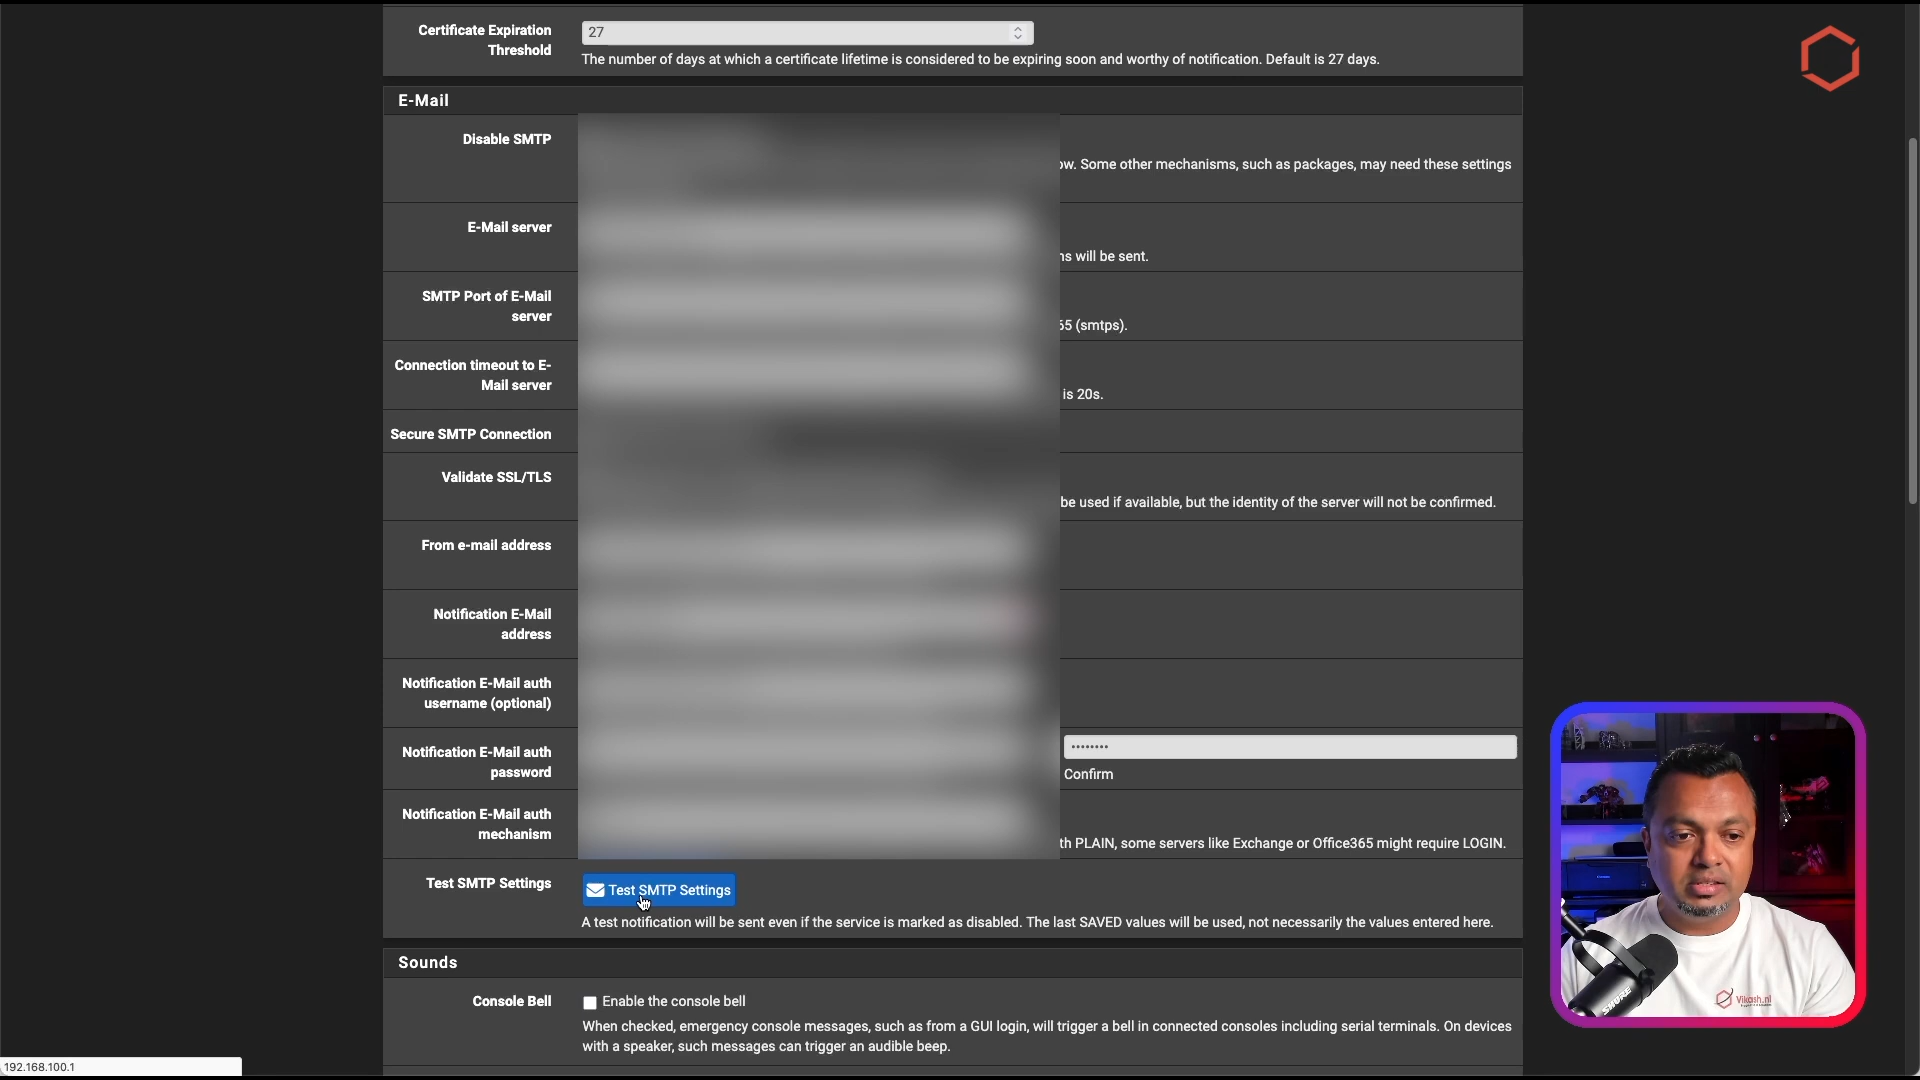 Certificate Expiration
Threshold
27
The number of days at which a certificate lifetime is considered to be expiring soon and worthy of notification. Default is 27 days.
E-Mail
Disable SMTP
ow. Some other mechanisms, such as packages, may need these settings
E-Mail server
ns will be sent.
SMTP Port of E-Mail
server
65 (smtps).
Connection timeout to E-
Mail server
is 20s.
Secure SMTP Connection
Validate SSL/TLS
be used if available, but the identity of the server will not be confirmed.
From e-mail address
Notification E-Mail
address
Notification E-Mail auth
username (optional)
Notification E-Mail auth
password
••••••••
Confirm
Notification E-Mail auth
mechanism
th PLAIN, some servers like Exchange or Office365 might require LOGIN.
Test SMTP Settings
Test SMTP Settings
A test notification will be sent even if the service is marked as disabled. The last SAVED values will be used, not necessarily the values entered here.
Sounds
Console Bell
Enable the console bell
When checked, emergency console messages, such as from a GUI login, will trigger a bell in connected consoles including serial terminals. On devices
with a speaker, such messages can trigger an audible beep.
SHURE
Vikash.nl
192.168.100.1